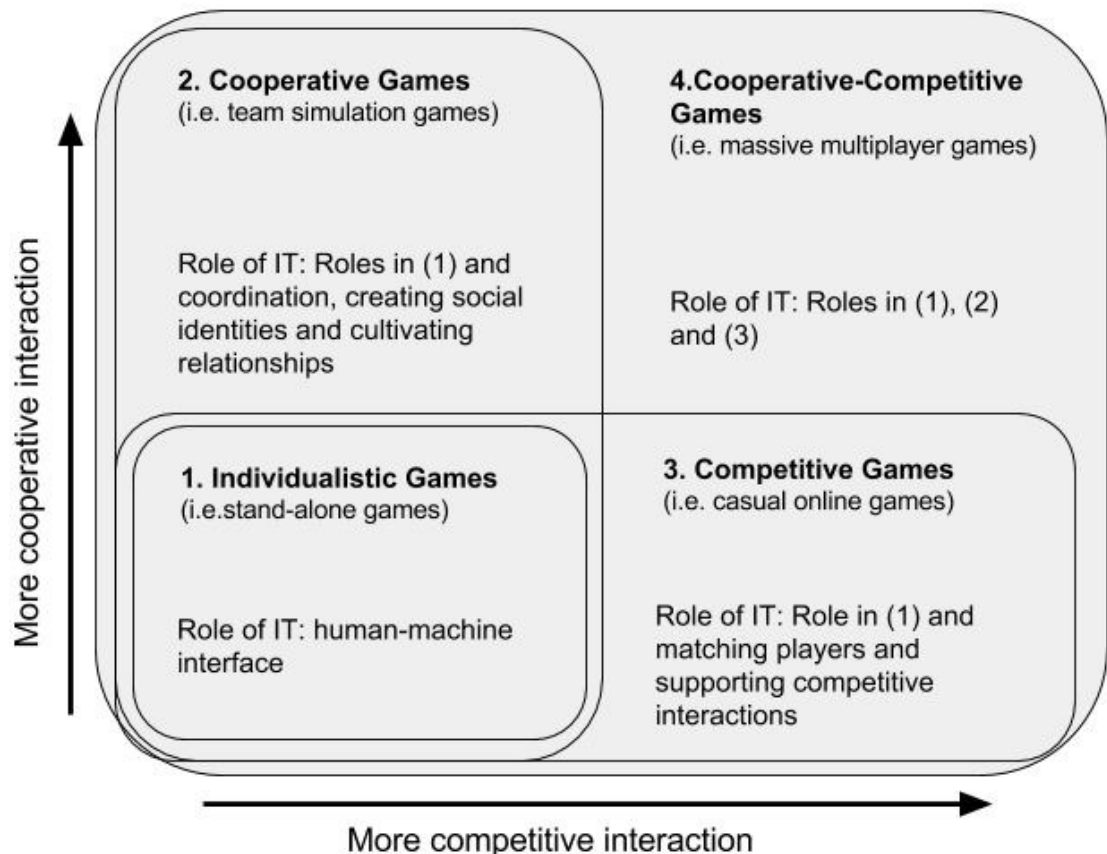 2. Cooperative Games
(i.e. team simulation games)
Role of IT: Roles in (1) and
coordination, creating social
identities and cultivating
relationships
4.Cooperative-Competitive
Games
(i.e. massive multiplayer games)
Role of IT: Roles in (1), (2)
and (3)
1. Individualistic Games
(i.e.stand-alone games)
Role of IT: human-machine
interface
3. Competitive Games
(i.e. casual online games)
Role of IT: Role in (1) and
matching players and
supporting competitive
interactions
More cooperative interaction
More competitive interaction